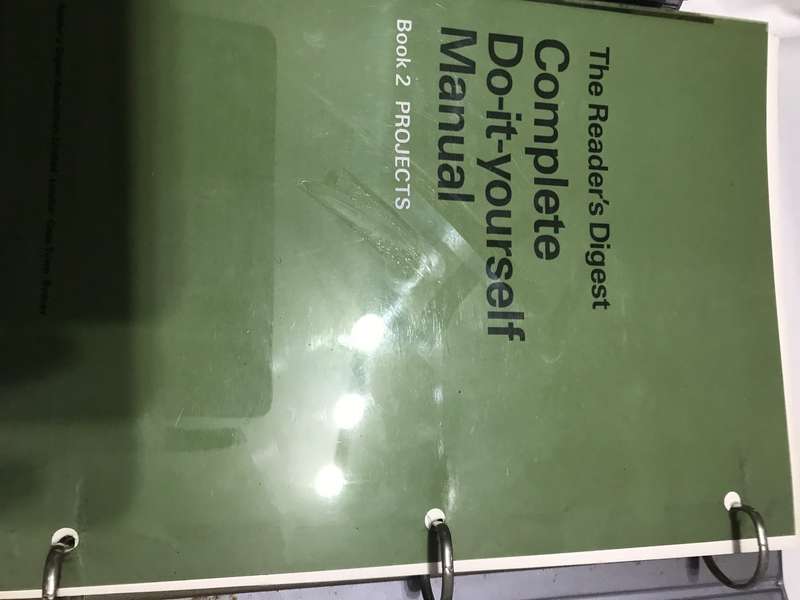 The Reader's Digest
Complete
Do-it-yourself
Manual
Book 2 PROJECTS